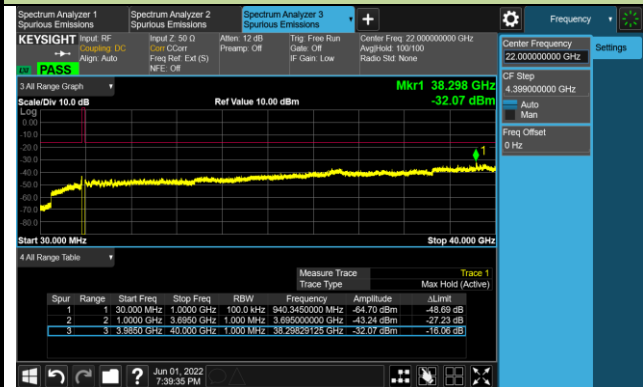 Spectrum Analyzer 1 Spectrum Analyzer 2 Spectrum Analyzer 3 Frequency
Spurious Emissions Spurious Emissions Spurious Emissions
KEYSIGHT Input: RF Input Z: 50 Ω Atten: 12 dB Trig: Free Run Center Freq: 22.000000000 GHz
Coupling: DC Corr CCorr Preamp: Off Gate: Off Avg|Hold: 100/100
Align: Auto Freq Ref: Ext (S) IF Gain: Low Radio Std: None
PASS NFE: Off
Center Frequency
22.000000000 GHz
Settings
CF Step
4.399000000 GHz
Auto
Man
Freq Offset
0 Hz
3 All Range Graph Mkr1 38.298 GHz
Scale/Div 10.0 dB Ref Value 10.00 dBm -32.07 dBm
Log
0.00
-10.0
-20.0
-30.0
-40.0
-50.0
-60.0
-70.0
-80.0
1
Start 30.000 MHz Stop 40.000 GHz
4 All Range Table
Measure Trace Trace 1
Trace Type Max Hold (Active)
Spur Range Start Freq Stop Freq RBW Frequency Amplitude ΔLimit
1 1 30.000 MHz 1.0000 GHz 100.0 kHz 940.3450000 MHz -64.70 dBm -48.69 dB
2 2 1.0000 GHz 3.6950 GHz 1.000 MHz 3.695000000 GHz -43.24 dBm -27.23 dB
3 3 3.9850 GHz 40.000 GHz 1.000 MHz 38.29829125 GHz -32.07 dBm -16.06 dB
? Jun 01, 2022
7:39:35 PM